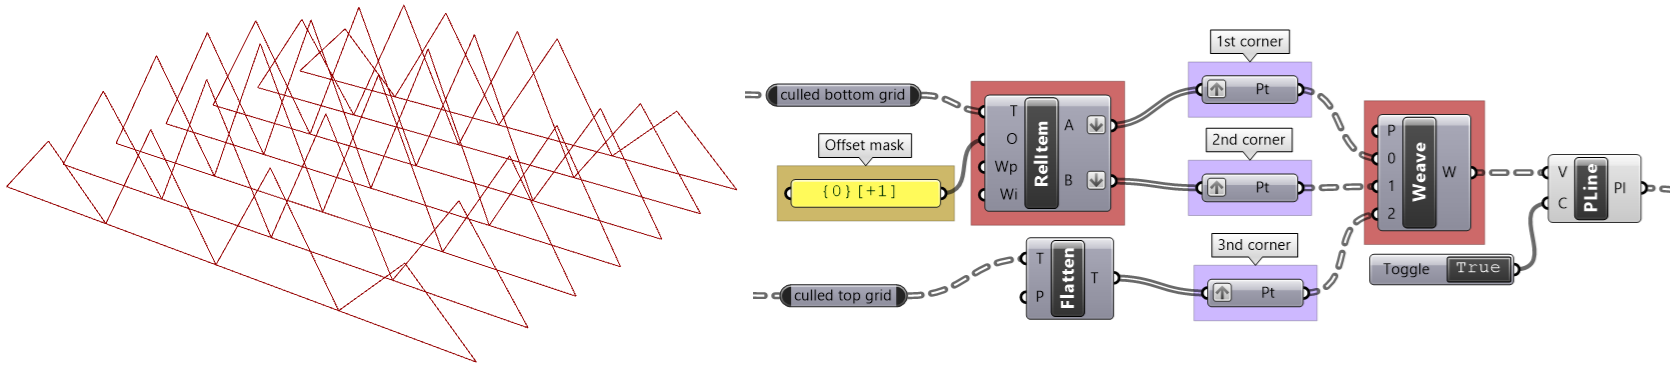 1st corner
culled bottom grid
T
O
Wp
Wi
RelItem
A
B
Pt
Offset mask
{0}[+1]
2nd corner
Pt
P
0
1
2
Weave
W
V
C
PLine
Pl
3nd corner
T
P
Flatten
T
culled top grid
Pt
Toggle
True